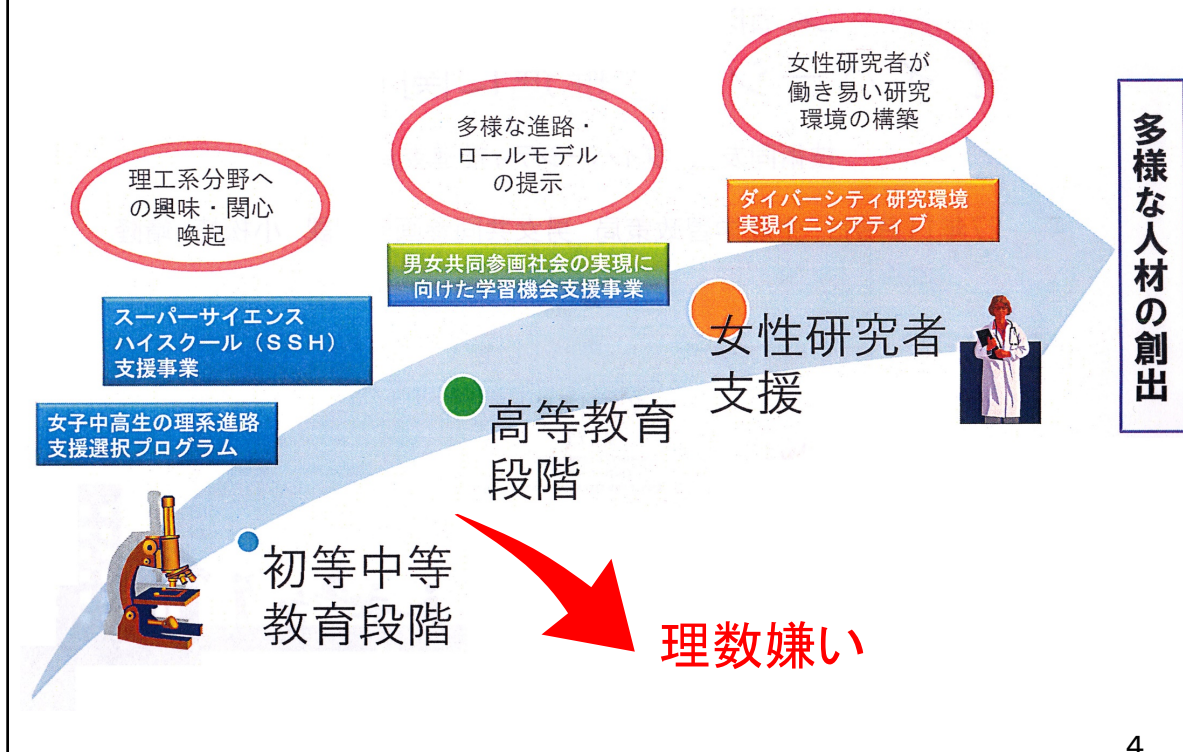 理工系分野へ
の興味・関心
喚起
多様な進路・
ロールモデル
の提示
女性研究者が
働き易い研究
環境の構築
スーパーサイエンス
ハイスクール（ＳＳＨ）
支援事業
女子中高生の理系進路
支援選択プログラム
男女共同参画社会の実現に
向けた学習機会支援事業
ダイバーシティ研究環境
実現イニシアティブ
初等中等
教育段階
高等教育
段階
女性研究者
支援
理数嫌い
多様な人材の創出
4